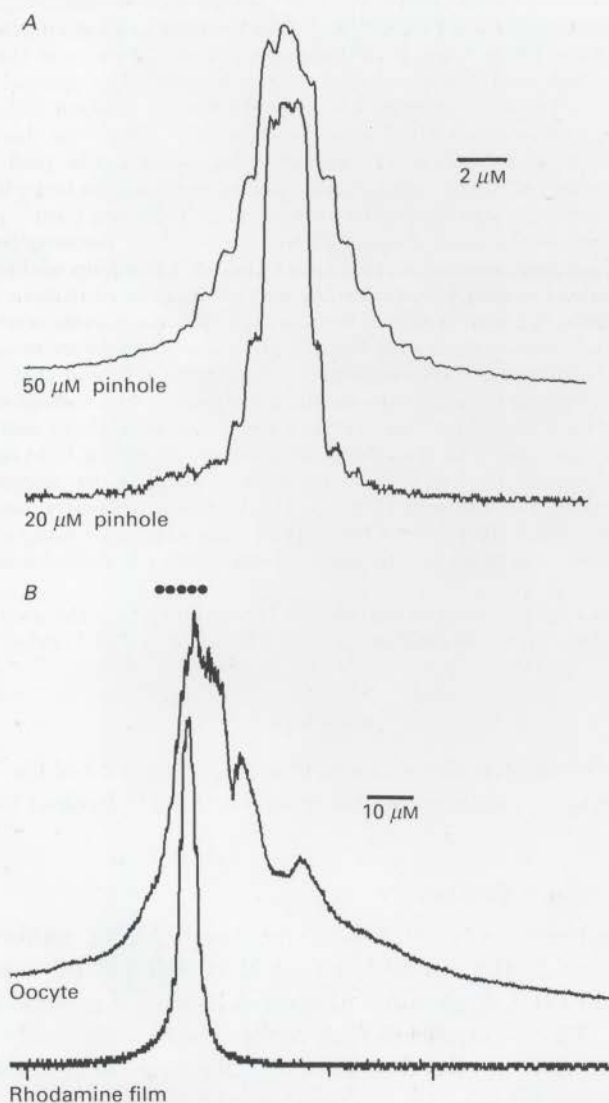 A
2 μM
50 μM pinhole
20 μM pinhole
B
10 μM
Oocyte
Rhodamine film